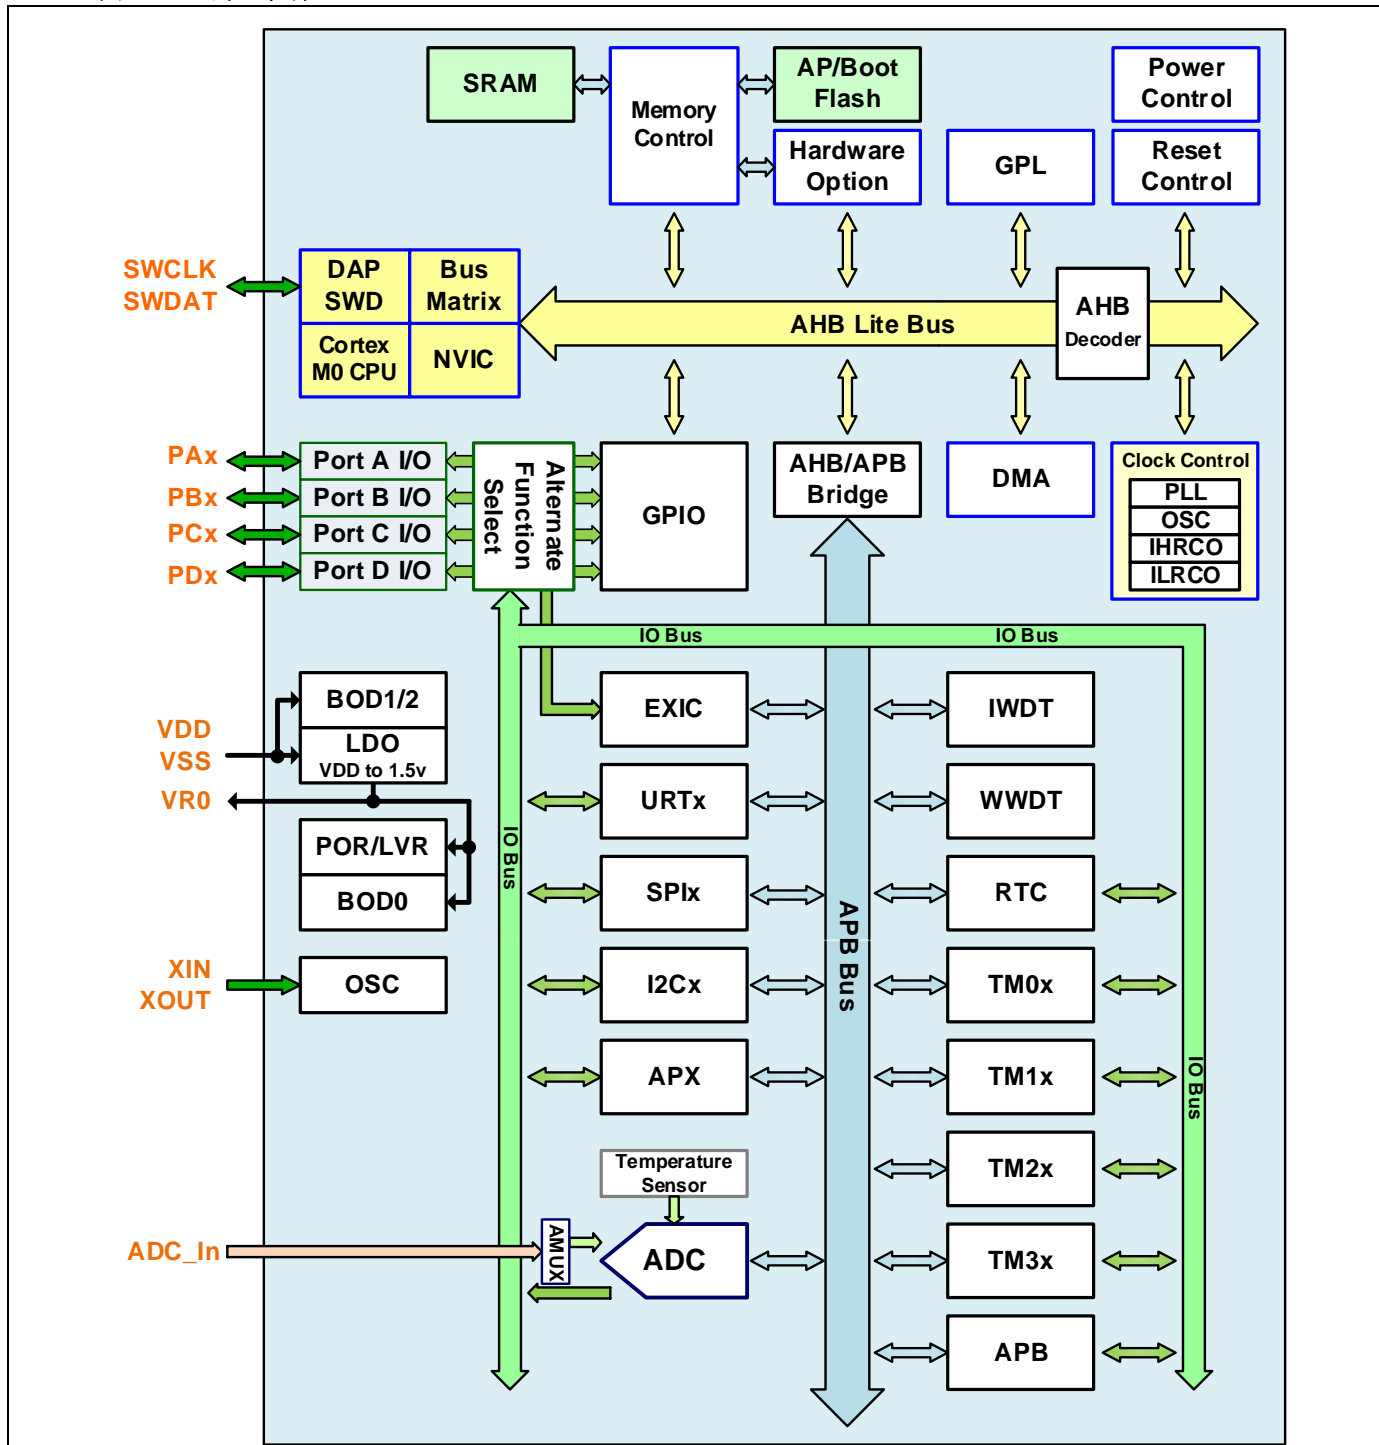 SRAM
Memory
Control
AP/Boot
Flash
Hardware
Option
GPL
Power
Control
Reset
Control
SWCLK
SWDAT
DAP
SWD
Bus
Matrix
Cortex
M0 CPU
NVIC
AHB Lite Bus
AHB
Decoder
PAx
PBx
PCx
PDx
Port A I/O
Port B I/O
Port C I/O
Port D I/O
Alternate
Function
Select
GPIO
AHB/APB
Bridge
DMA
Clock Control
PLL
OSC
IHRCO
ILRCO
IO Bus
IO Bus
VDD
VSS
VR0
BOD1/2
LDO
VDD to 1.5v
POR/LVR
BOD0
XIN
XOUT
OSC
IO Bus
EXIC
URTx
SPIx
I2Cx
APX
Temperature
Sensor
ADC_In
AMUX
ADC
APB Bus
IWDT
WWDT
RTC
TM0x
TM1x
TM2x
TM3x
APB
IO Bus